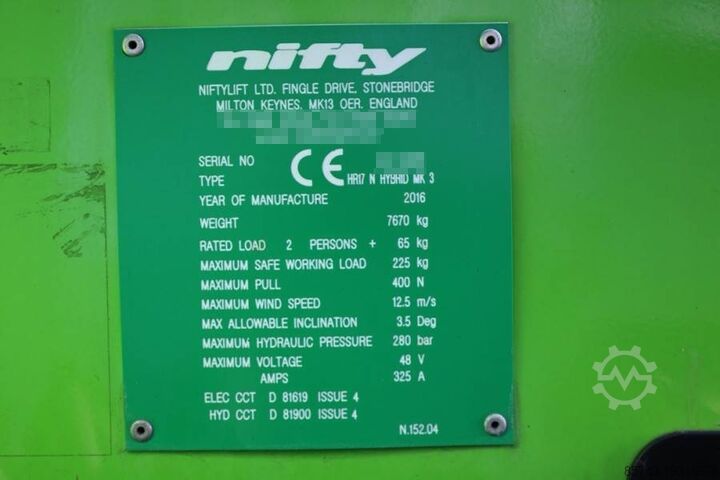 nifty
NIFTYLIFT LTD. FINGLE DRIVE, STONEBRIDGE
MILTON KEYNES, MK13 OER, ENGLAND
SERIAL NO
CE
TYPE HR17 N HYBRID MK 3
YEAR OF MANUFACTURE 2016
WEIGHT 7670 kg
RATED LOAD 2 PERSONS + 65 kg
MAXIMUM SAFE WORKING LOAD 225 kg
MAXIMUM PULL 400 N
MAXIMUM WIND SPEED 12.5 m/s
MAX ALLOWABLE INCLINATION 3.5 Deg
MAXIMUM HYDRAULIC PRESSURE 280 bar
MAXIMUM VOLTAGE 48 V
AMPS 325 A
ELEC CCT D 81619 ISSUE 4
HYD CCT D 81900 ISSUE 4
N.152.04